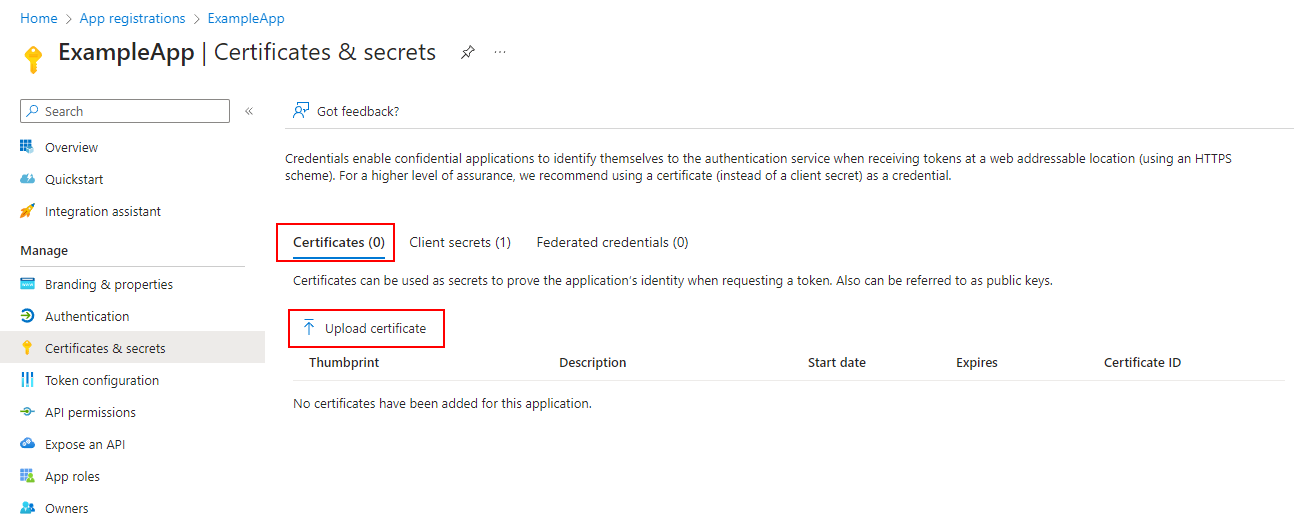 Home > App registrations > ExampleApp
ExampleApp | Certificates & secrets ...
Search «
Overview
Quickstart
Integration assistant
Manage
Branding & properties
Authentication
Certificates & secrets
Token configuration
API permissions
Expose an API
App roles
Owners
Got feedback?
Credentials enable confidential applications to identify themselves to the authentication service when receiving tokens at a web addressable location (using an HTTPS
scheme). For a higher level of assurance, we recommend using a certificate (instead of a client secret) as a credential.
Certificates (0) Client secrets (1) Federated credentials (0)
Certificates can be used as secrets to prove the application's identity when requesting a token. Also can be referred to as public keys.
Upload certificate
Thumbprint Description Start date Expires Certificate ID
No certificates have been added for this application.